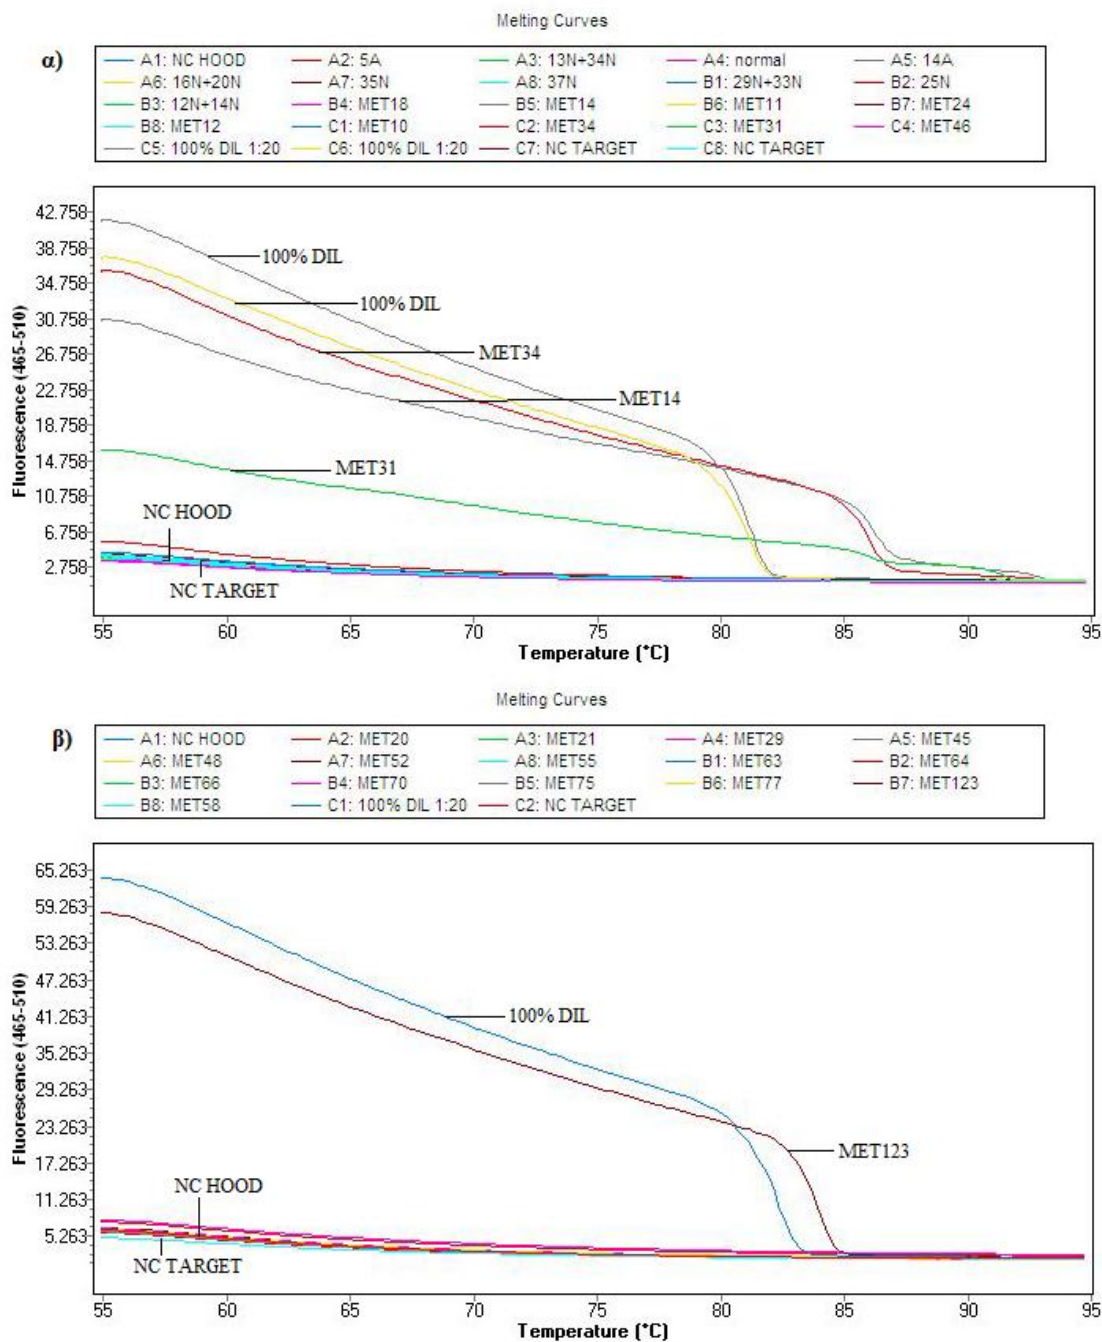 Melting Curves
α)
A1: NC HOOD A2: 5A A3: 13N+34N A4: normal A5: 14A
A6: 16N+20N A7: 35N A8: 37N B1: 29N+33N B2: 25N
B3: 12N+14N B4: MET18 B5: MET14 B6: MET11 B7: MET24
B8: MET12 C1: MET10 C2: MET34 C3: MET31 C4: MET46
C5: 100% DIL 1:20 C6: 100% DIL 1:20 C7: NC TARGET C8: NC TARGET
42.758
38.758
34.758
30.758
26.758
22.758
18.758
14.758
10.758
6.758
2.758
Fluorescence (465-510)
100% DIL
100% DIL
MET34
MET14
MET31
NC HOOD
NC TARGET
55 60 65 70 75 80 85 90 95
Temperature (°C)
Melting Curves
β)
A1: NC HOOD A2: MET20 A3: MET21 A4: MET29 A5: MET45
A6: MET48 A7: MET52 A8: MET55 B1: MET63 B2: MET64
B3: MET66 B4: MET70 B5: MET75 B6: MET77 B7: MET123
B8: MET58 C1: 100% DIL 1:20 C2: NC TARGET
65.263
59.263
53.263
47.263
41.263
35.263
29.263
23.263
17.263
11.263
5.263
Fluorescence (465-510)
100% DIL
MET123
NC HOOD
NC TARGET
55 60 65 70 75 80 85 90 95
Temperature (°C)